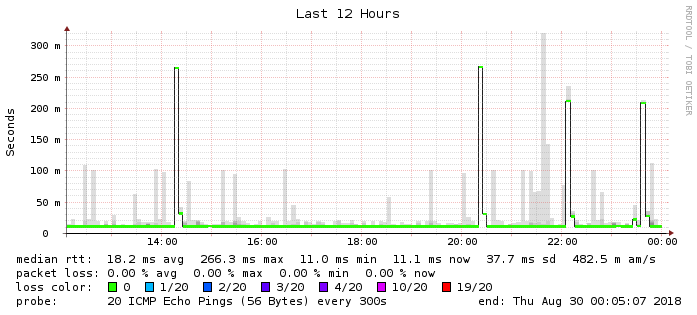 Last 12 Hours
RRDTOOL / TOBI OETIKER
Seconds
300 m
250 m
200 m
150 m
100 m
50 m
0
14:00 16:00 18:00 20:00 22:00 00:00
median rtt: 18.2 ms avg 266.3 ms max 11.0 ms min 11.1 ms now 37.7 ms sd 482.5 m am/s
packet loss: 0.00 % avg 0.00 % max 0.00 % min 0.00 % now
loss color: 0 1/20 2/20 3/20 4/20 10/20 19/20
probe: 20 ICMP Echo Pings (56 Bytes) every 300s end: Thu Aug 30 00:05:07 2018